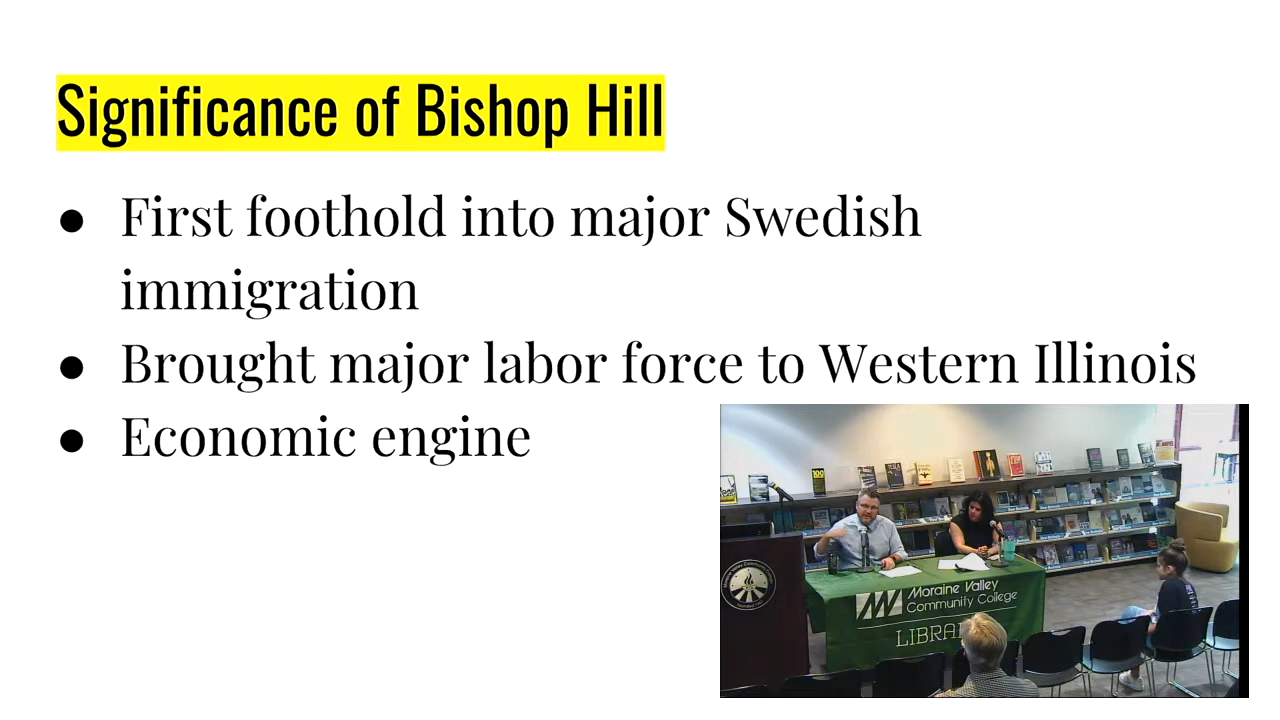 Significance of Bishop Hill
● First foothold into major Swedish
immigration
● Brought major labor force to Western Illinois
● Economic engine
Moraine Valley
Community College